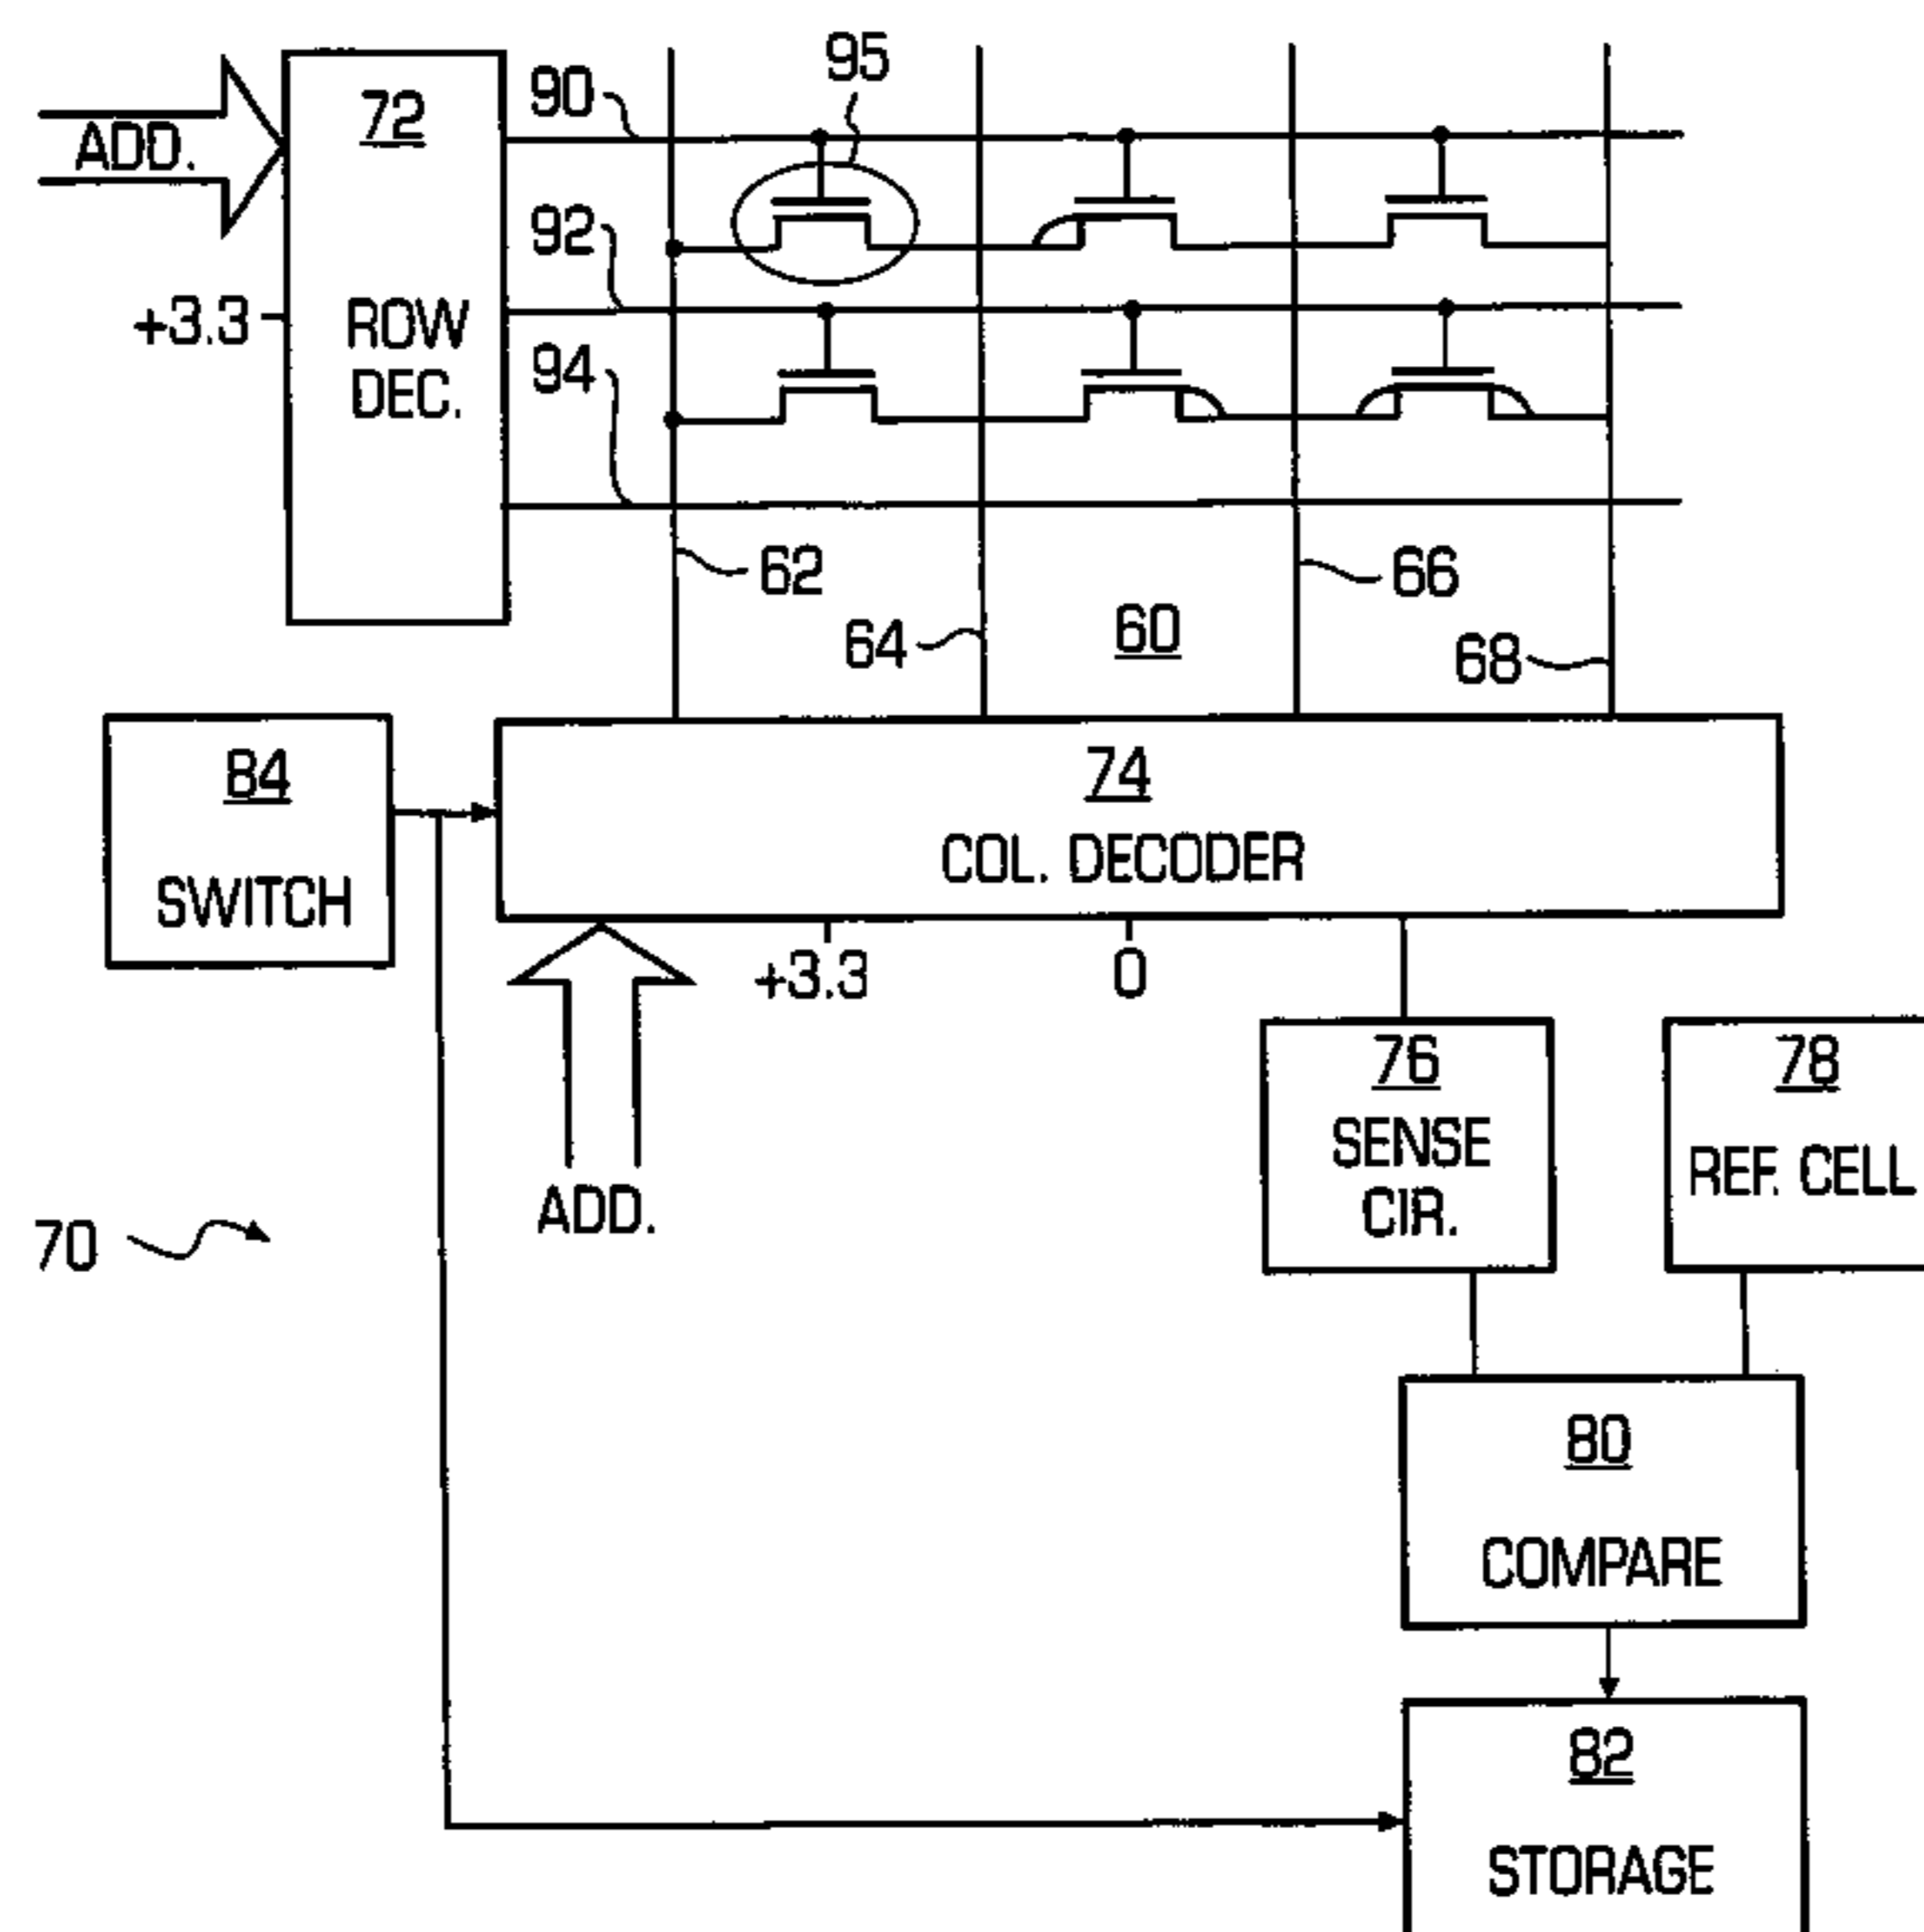 95
90
72
ADD.
92
+3.3
ROW
DEC.
94
62
66
64
60
68
84
SWITCH
74
COL. DECODER
+3.3
0
ADD.
76
SENSE
CIR.
78
REF. CELL
70
80
COMPARE
82
STORAGE